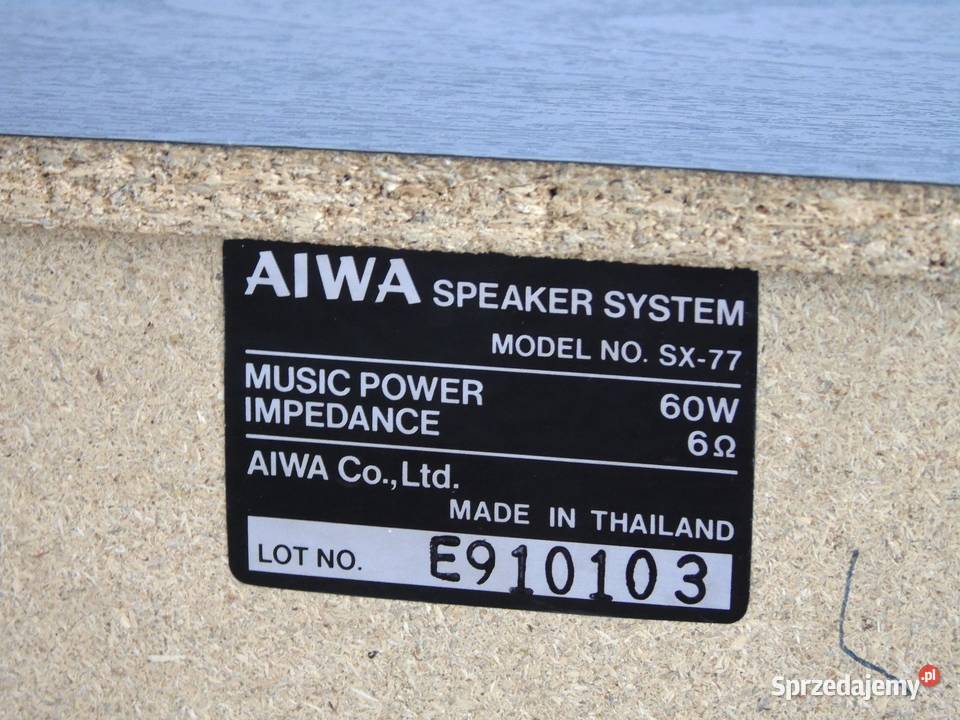 AIWA SPEAKER SYSTEM
MODEL NO. SX-77
MUSIC POWER 60W
IMPEDANCE 6Ω
AIWA Co.,Ltd.
MADE IN THAILAND
LOT NO. E910103
Sprzedajemy.pl